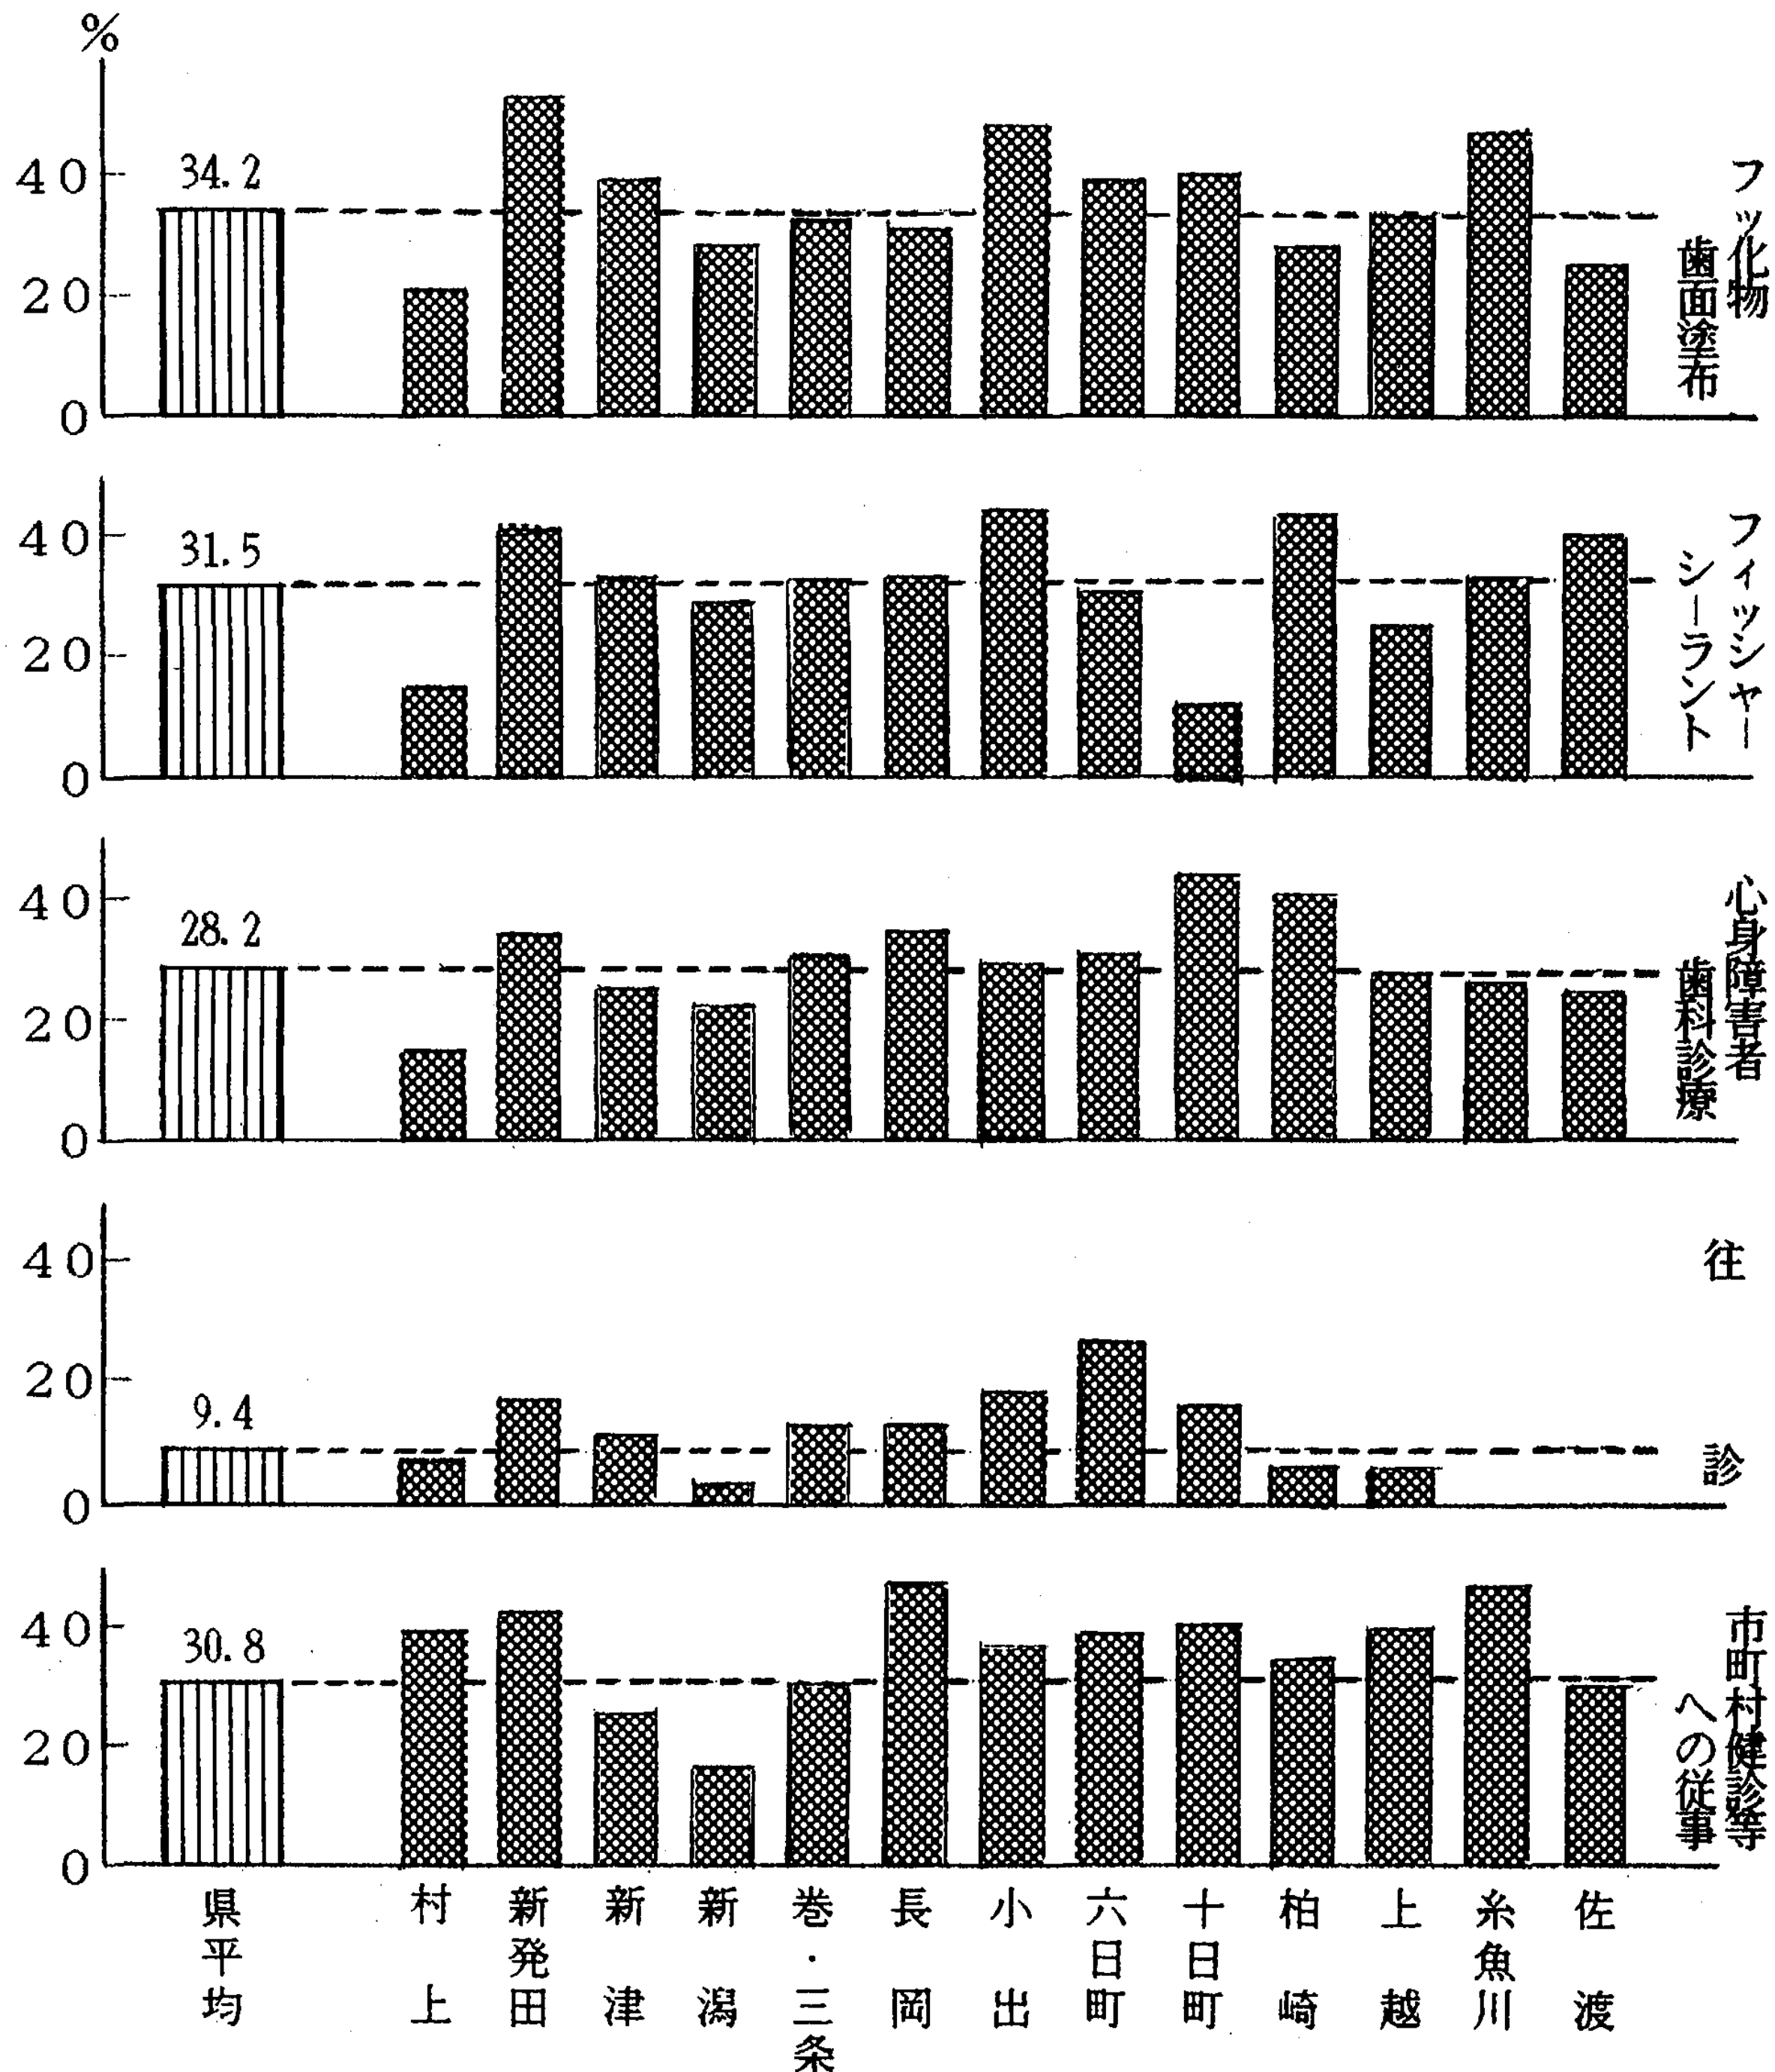 %
40
20
0
34.2
フッ化物
歯面塗布
40
20
0
31.5
フィッシャー
シーラント
40
20
0
28.2
心身障害者
歯科診療
40
20
0
9.4
往診
40
20
0
30.8
市町村健診等
への従事
県平均
村上
新発田
新津
新潟
巻・三条
長岡
小出
六日町
十日町
柏崎
上越
糸魚川
佐渡